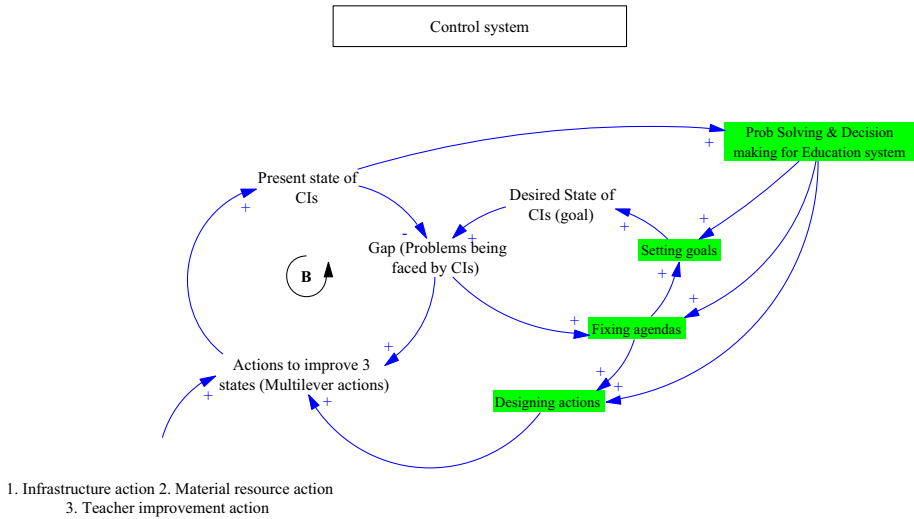 Control system
Prob Solving & Decision
making for Education system
Present state of
CIs
Desired State of
CIs (goal)
Setting goals
Gap (Problems being
faced by CIs)
B
Fixing agendas
Actions to improve 3
states (Multilever actions)
Designing actions
1. Infrastructure action 2. Material resource action
3. Teacher improvement action
+
+
-
+
+
+
+
+
+
+
+
+
+
+
+